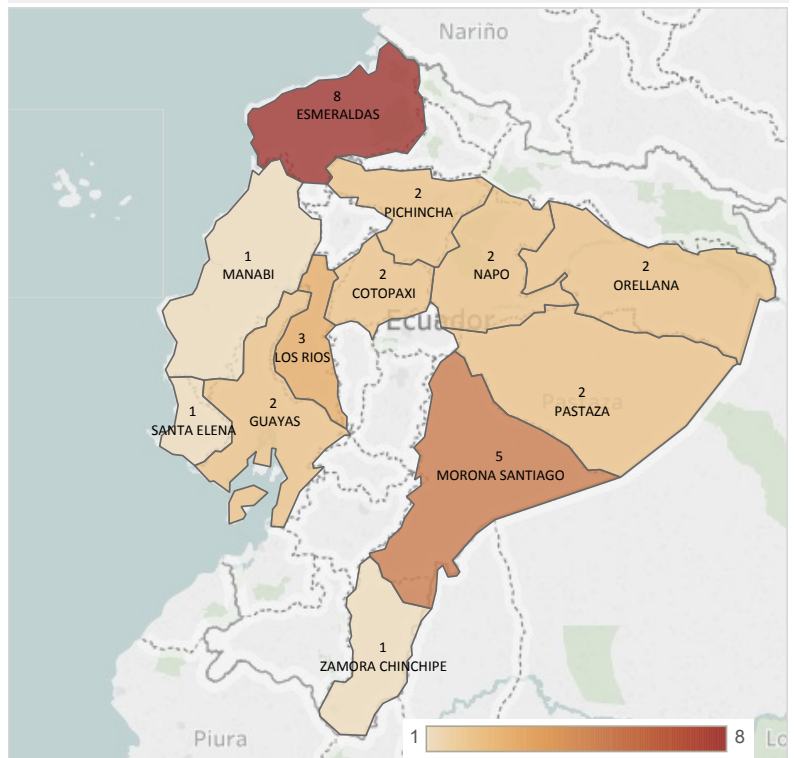 Nariño
8
ESMERALDAS
2
PICHINCHA
1
MANABI
2
COTOPAXI
2
NAPO
2
ORELLANA
Ecuador
3
LOS RIOS
1
SANTA ELENA
2
GUAYAS
2
Pastaza
PASTAZA
5
MORONA SANTIAGO
1
ZAMORA CHINCHIPE
Piura
1
8
Lo